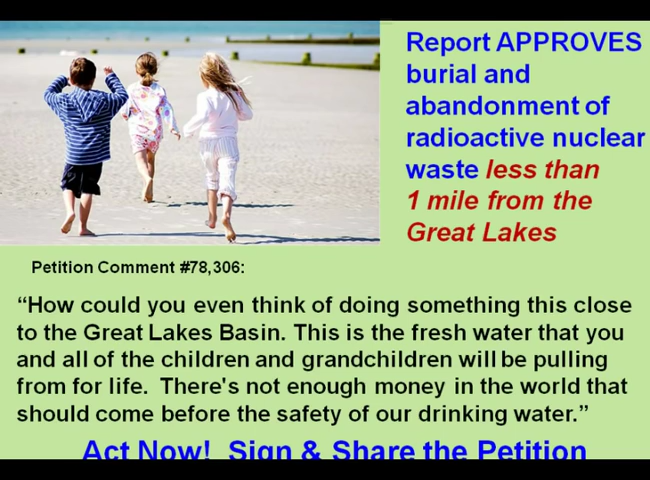 Report APPROVES
burial and
abandonment of
radioactive nuclear
waste less than
1 mile from the
Great Lakes
Petition Comment #78,306:
“How could you even think of doing something this close
to the Great Lakes Basin. This is the fresh water that you
and all of the children and grandchildren will be pulling
from for life.  There's not enough money in the world that
should come before the safety of our drinking water.”
Act Now!  Sign & Share the Petition